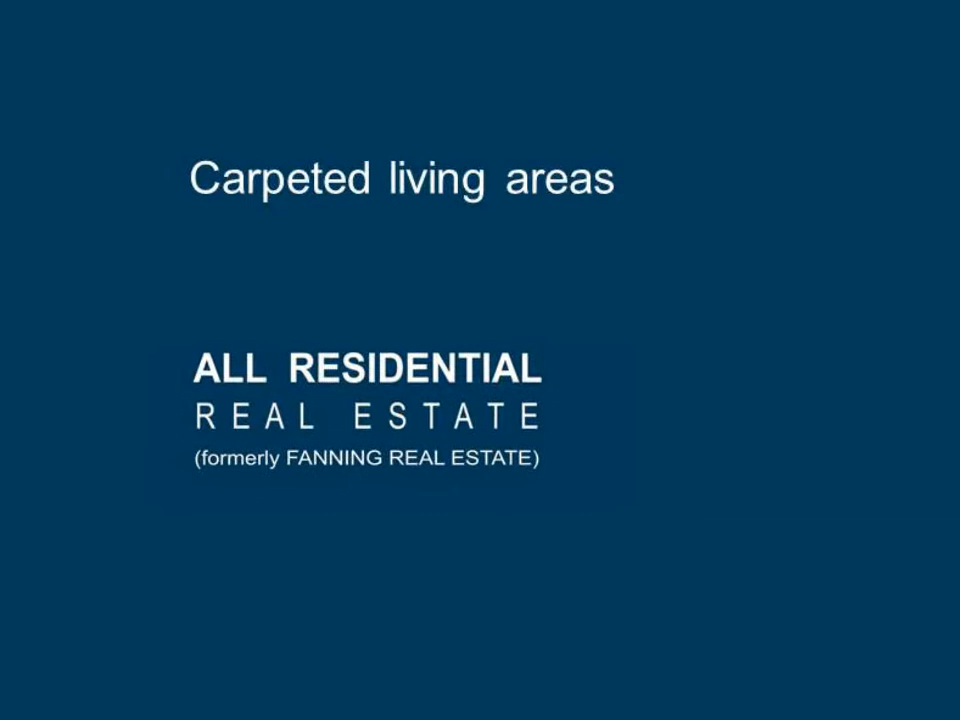 Carpeted living areas
ALL RESIDENTIAL
REAL ESTATE
(formerly FANNING REAL ESTATE)